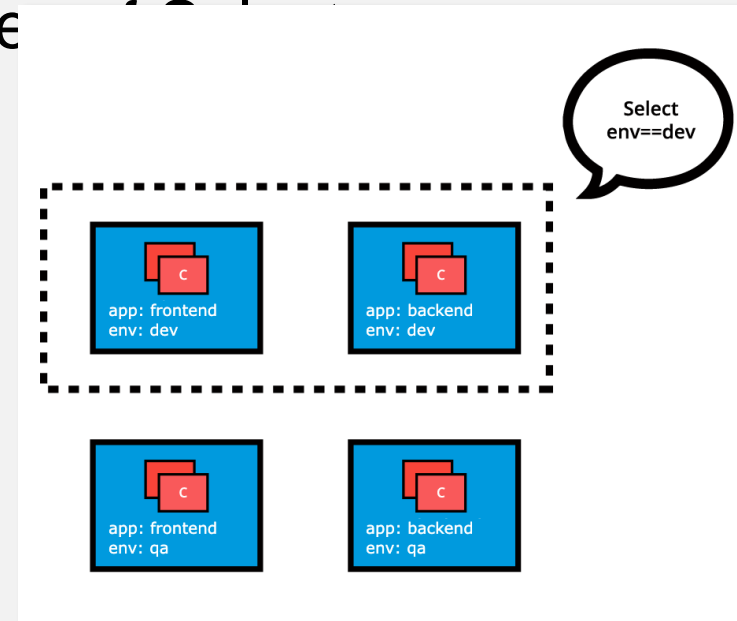 Select
env==dev
c
app: frontend
env: dev
c
app: backend
env: dev
c
app: frontend
env: qa
c
app: backend
env: qa